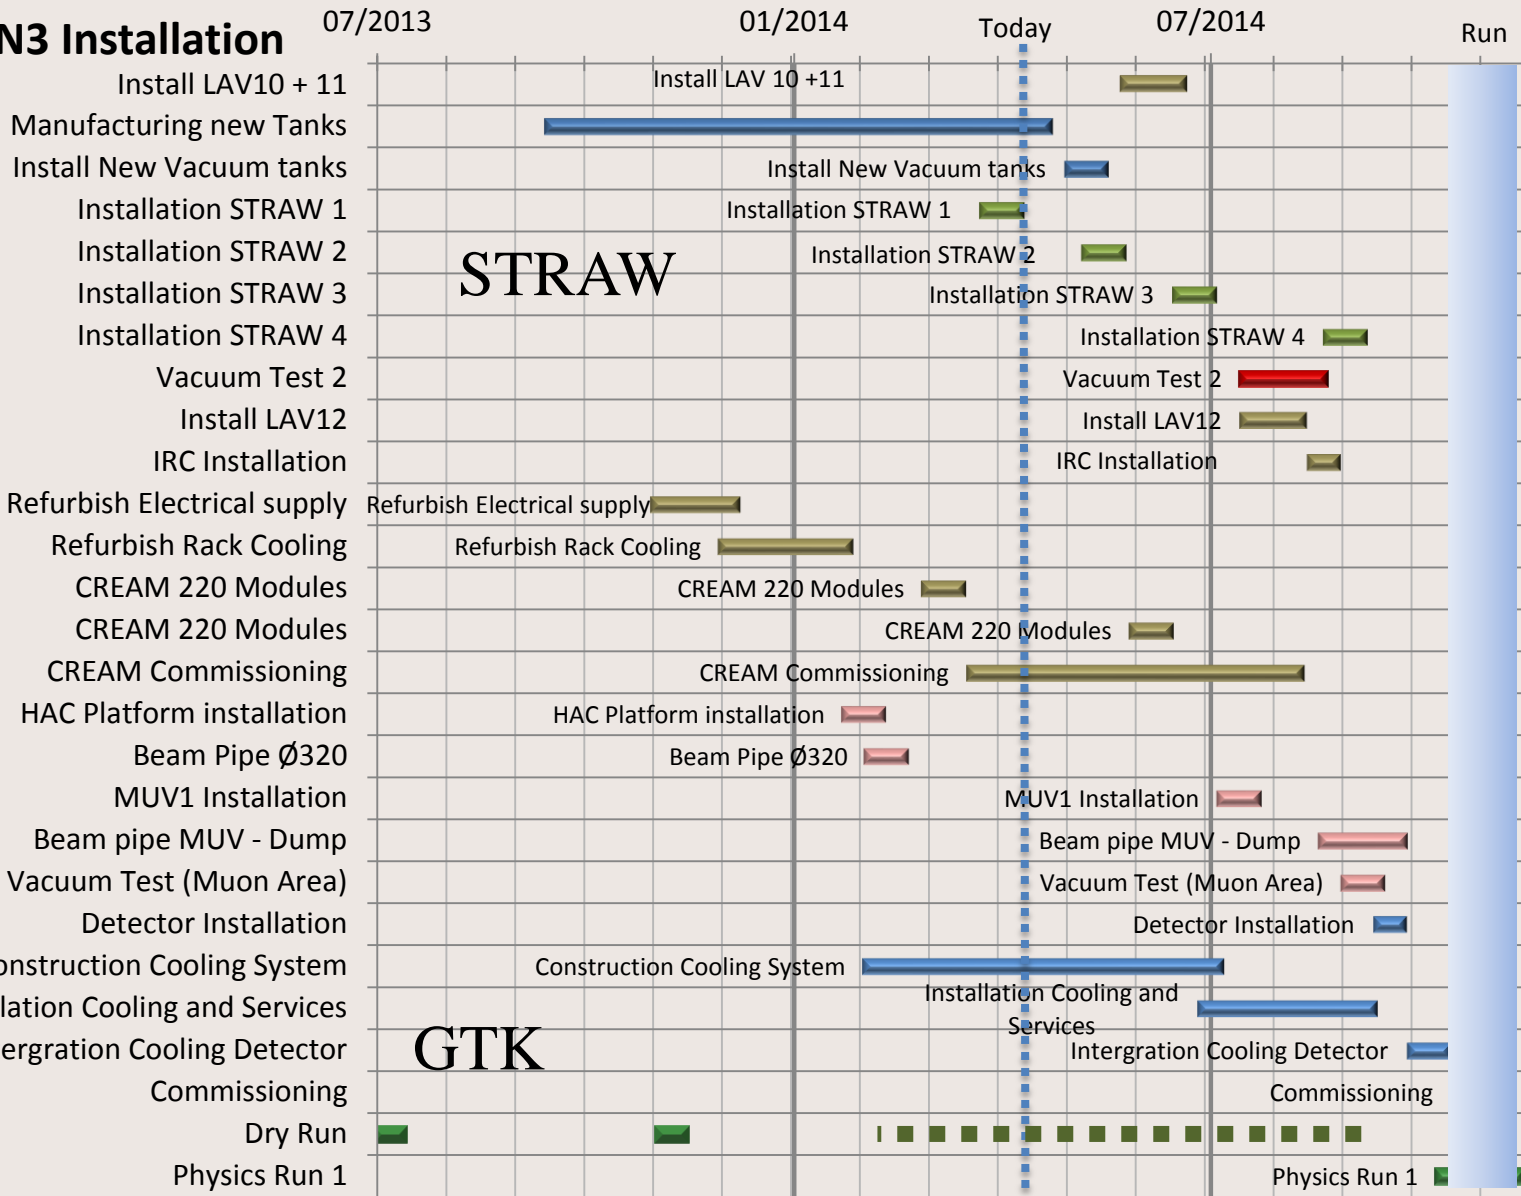 07/2013 01/2014 Today 07/2014 Run
N3 Installation
Install LAV10 + 11 Install LAV 10 +11
Manufacturing new Tanks
Install New Vacuum tanks Install New Vacuum tanks
Installation STRAW 1 Installation STRAW 1
Installation STRAW 2 Installation STRAW 2
STRAW
Installation STRAW 3 Installation STRAW 3
Installation STRAW 4 Installation STRAW 4
Vacuum Test 2 Vacuum Test 2
Install LAV12 Install LAV12
IRC Installation IRC Installation
Refurbish Electrical supply Refurbish Electrical supply
Refurbish Rack Cooling Refurbish Rack Cooling
CREAM 220 Modules CREAM 220 Modules
CREAM 220 Modules CREAM 220 Modules
CREAM Commissioning CREAM Commissioning
HAC Platform installation HAC Platform installation
Beam Pipe Ø320 Beam Pipe Ø320
MUV1 Installation MUV1 Installation
Beam pipe MUV - Dump Beam pipe MUV - Dump
Vacuum Test (Muon Area) Vacuum Test (Muon Area)
Detector Installation Detector Installation
onstruction Cooling System Construction Cooling System
lation Cooling and Services Installation Cooling and
Services
GTK
ergration Cooling Detector Intergration Cooling Detector
Commissioning Commissioning
Dry Run
Physics Run 1 Physics Run 1